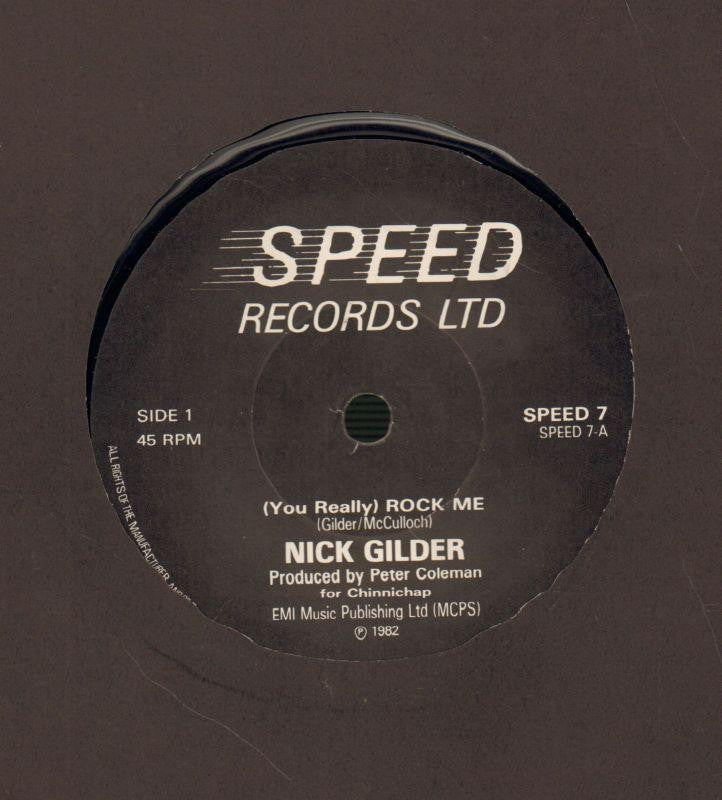 SPEED
RECORDS LTD
SIDE 1
45 RPM
SPEED 7
SPEED 7-A
(You Really) ROCK ME
(Gilder/McCulloch)
NICK GILDER
Produced by Peter Coleman
for Chinnichap
EMI Music Publishing Ltd (MCPS)
℗ 1982
ALL RIGHTS OF THE MANUFACTURER